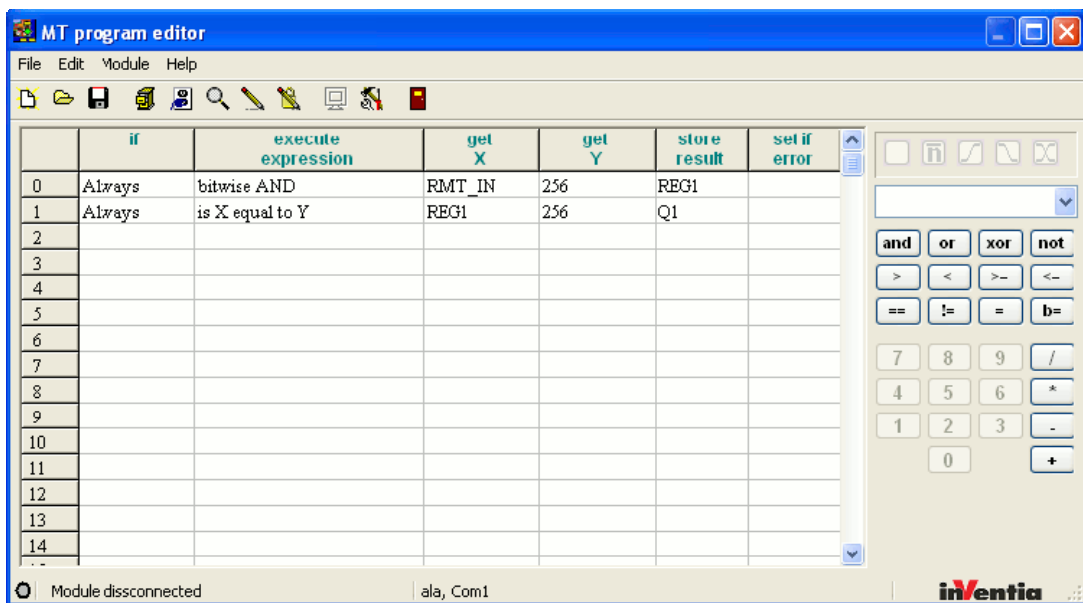 MT program editor
File Edit Module Help
if execute expression get X get Y store result set if error
0 Always bitwise AND RMT_IN 256 REG1
1 Always is X equal to Y REG1 256 Q1
2
3
4
5
6
7
8
9
10
11
12
13
14
n
and or xor not
> < >= <=
== != = b=
7 8 9 /
4 5 6 *
1 2 3 -
0 +
Module dissconnected ala, Com1 inVentia